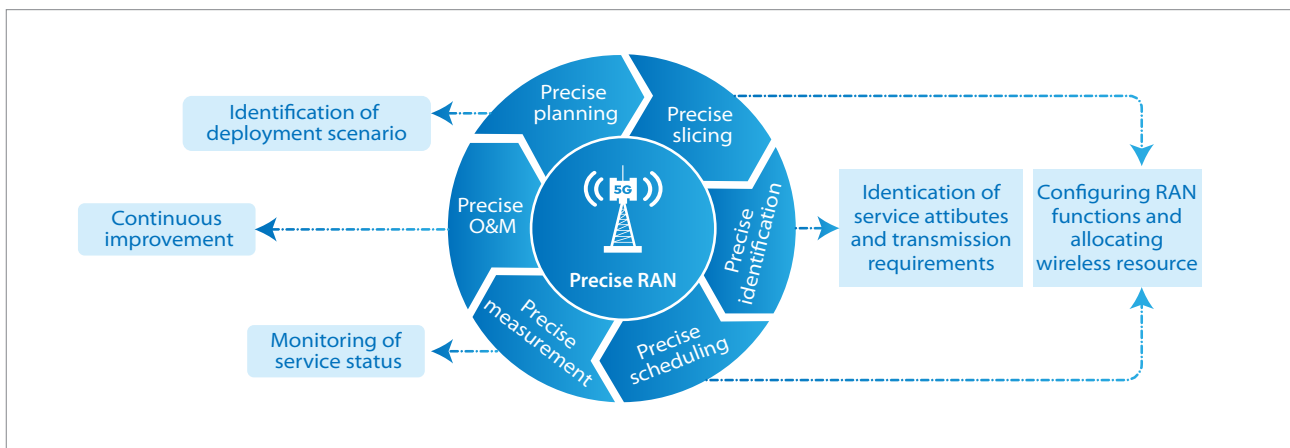 Precise
planning
Precise
slicing
Identification of
deployment scenario
5G
Precise
identification
Identication of
service attibutes
and transmission
requirements
Configuring RAN
functions and
allocating
wireless resource
Precise
O&M
Continuous
improvement
Precise RAN
Precise
measurement
Precise
scheduling
Monitoring of
service status